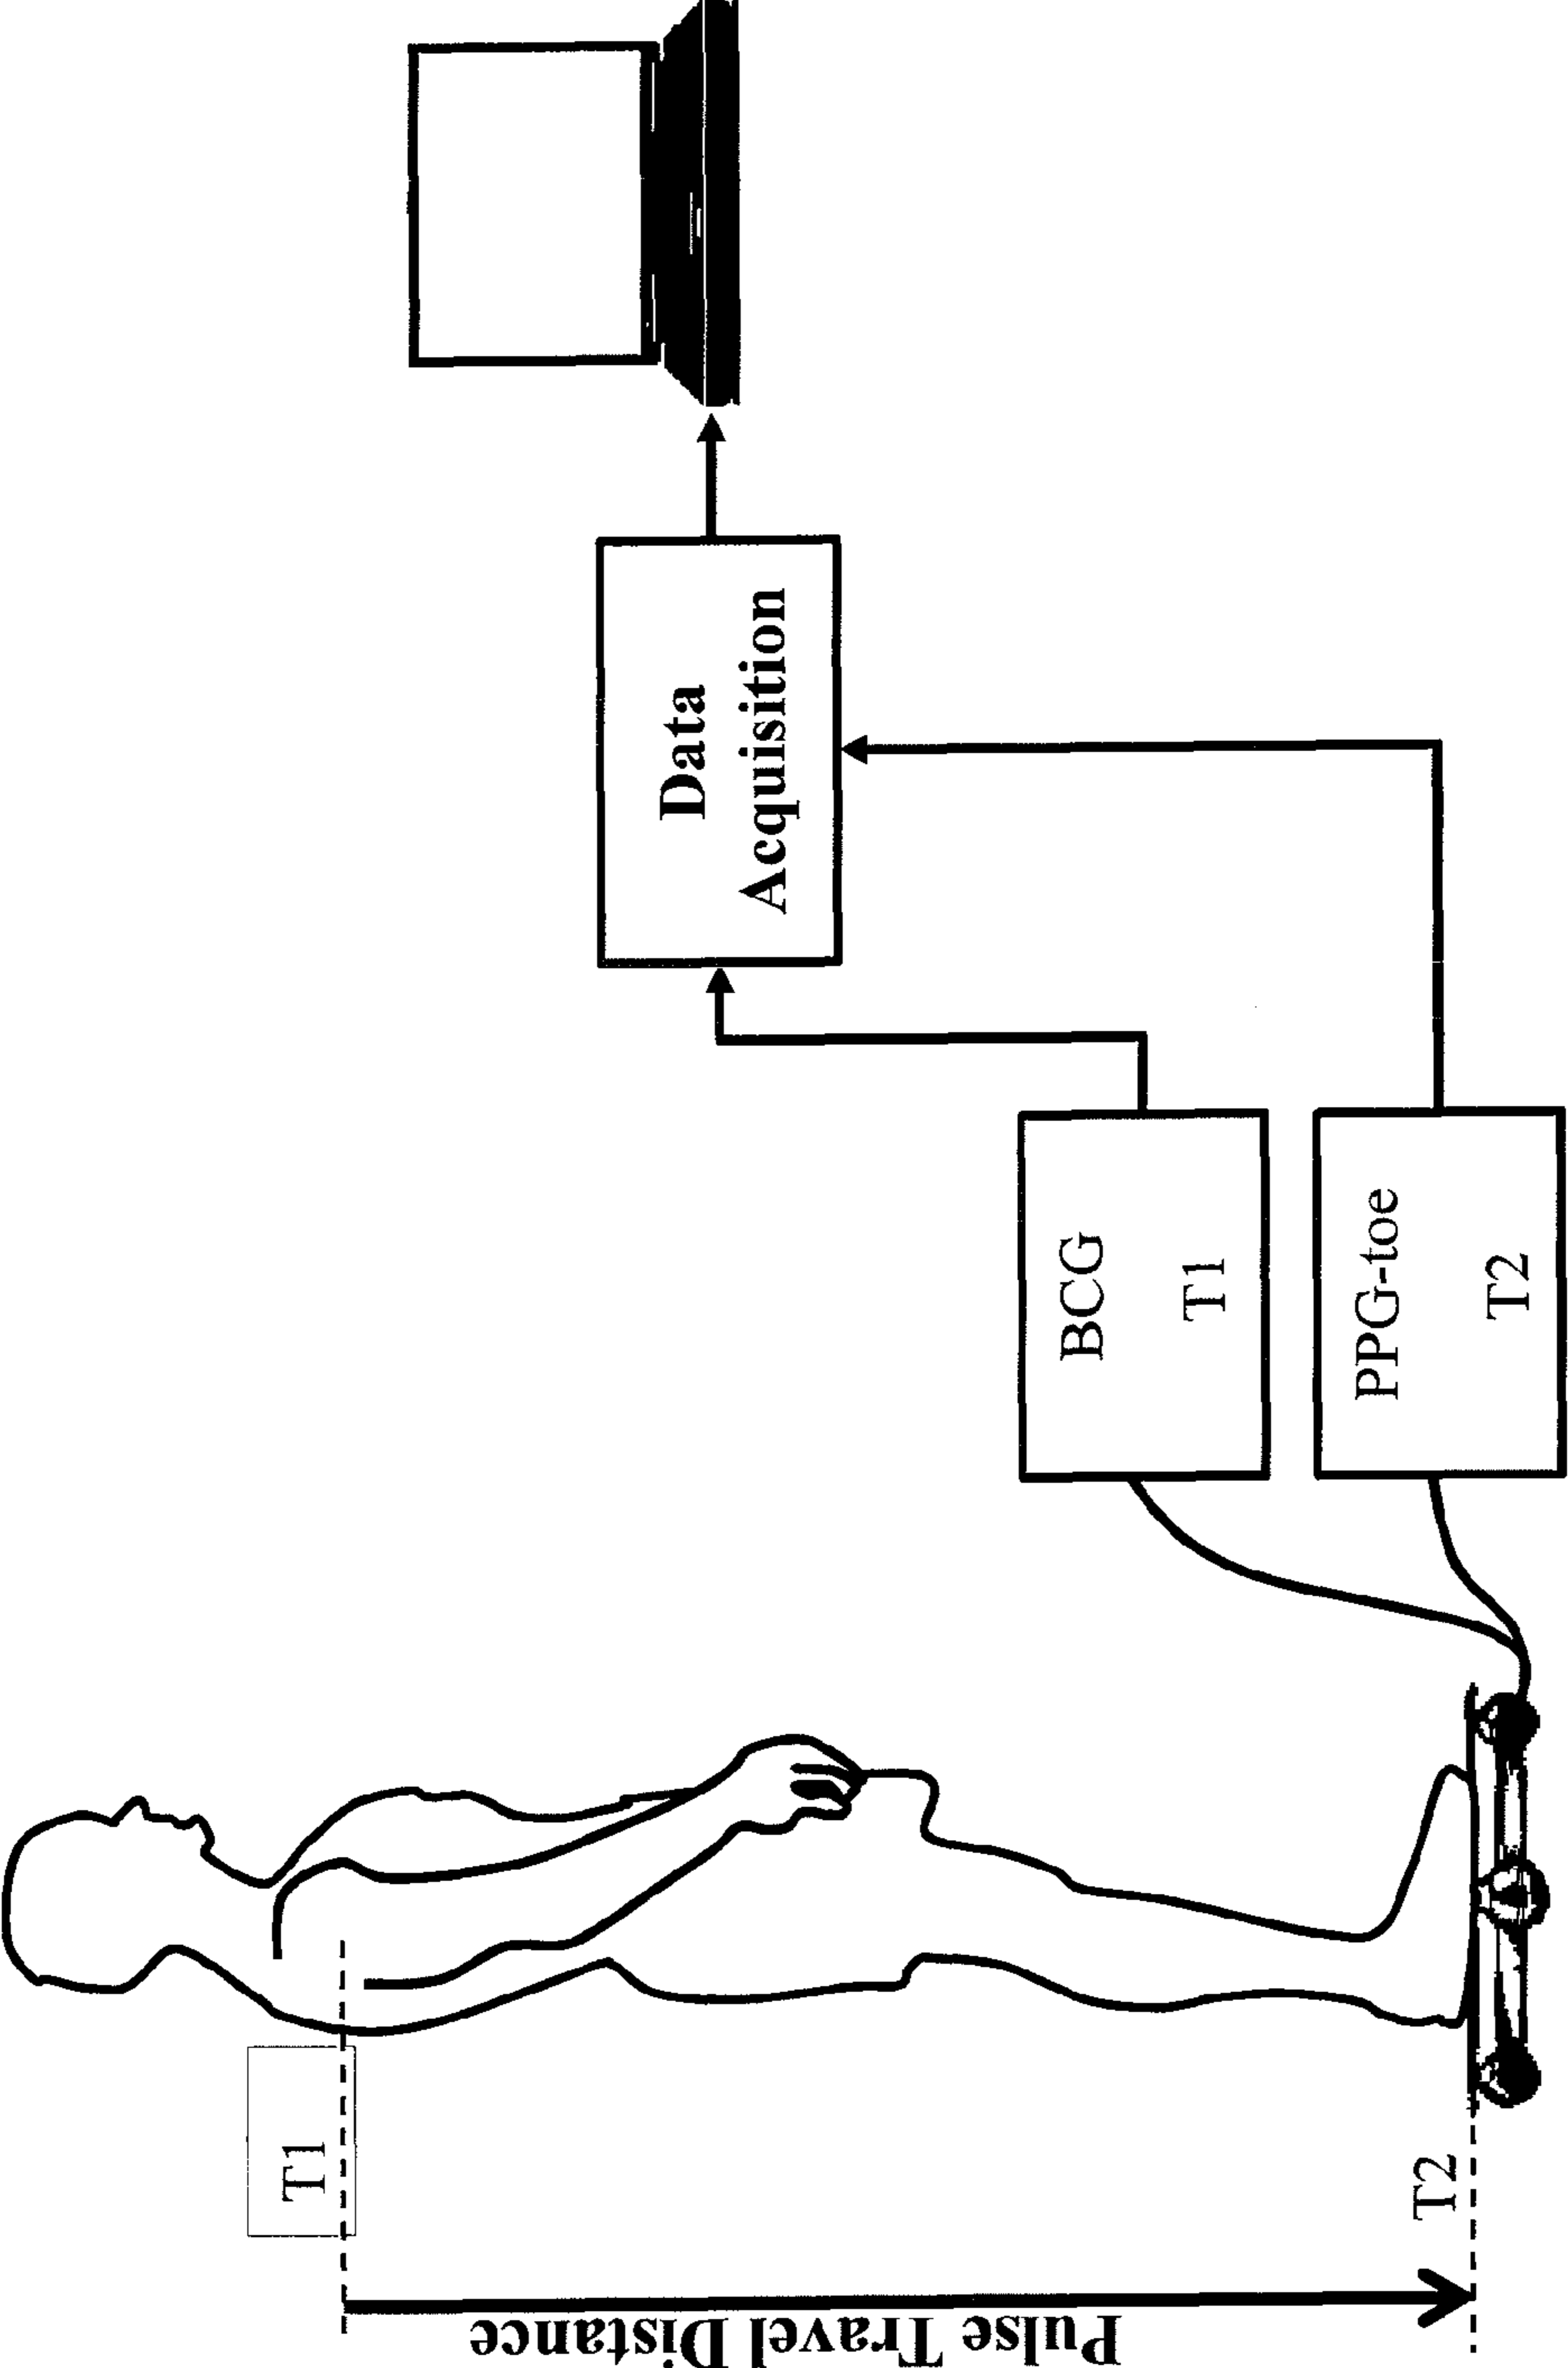 Pulse Travel Distance
T1
T2
BCG
T1
PPG-toe
T2
Data
Acquisition